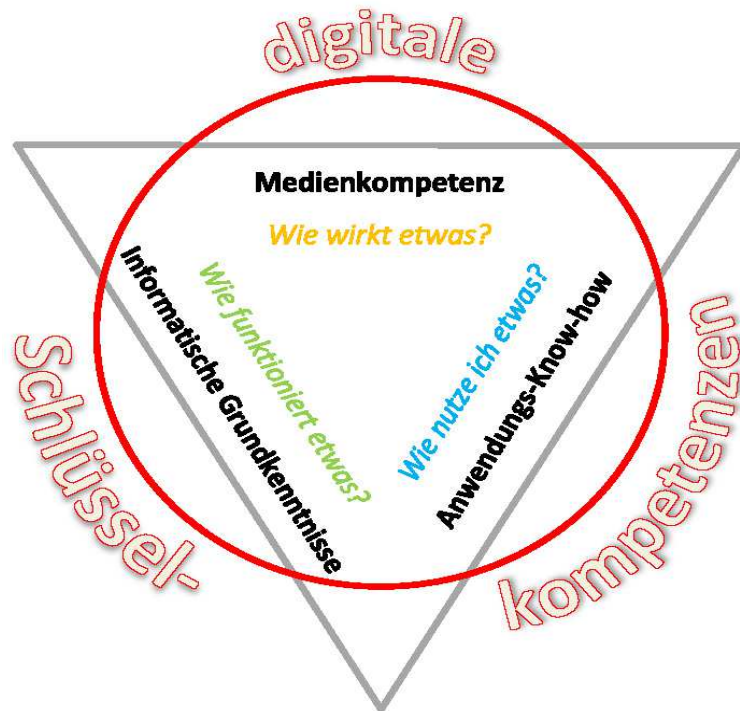 digitale
Medienkompetenz
Wie wirkt etwas?
Informatische Grundkenntnisse
Wie funktioniert etwas?
Wie nutze ich etwas?
Anwendungs-Know-how
Schlüssel-
kompetenzen